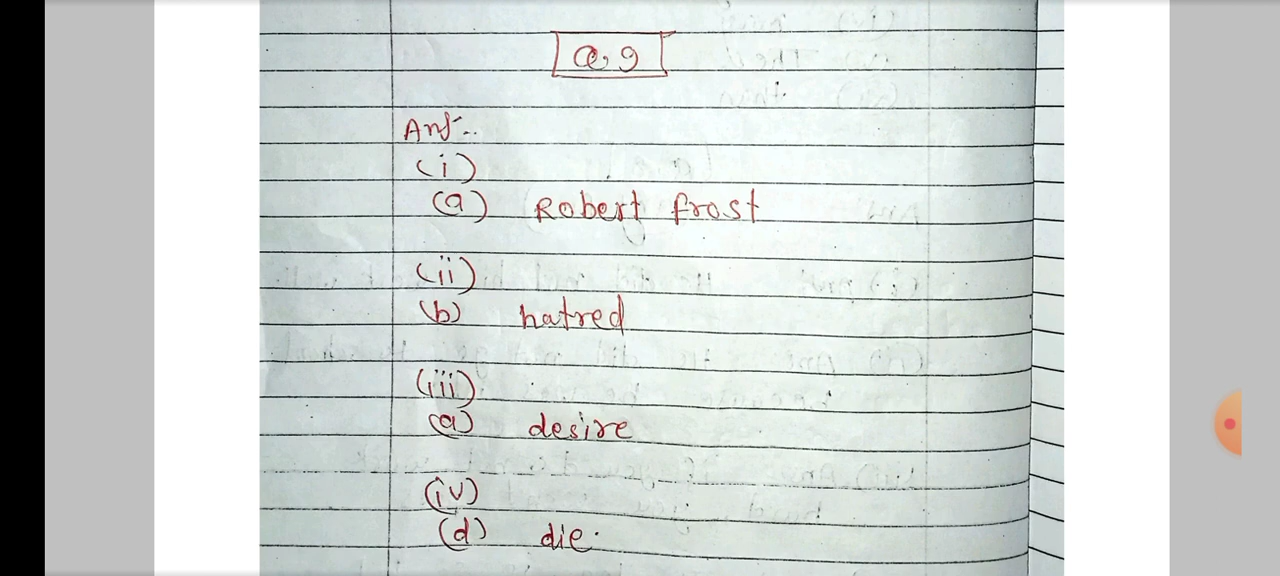 Q.9
Ans-..
(i)
(a) Robert frost
(ii)
(b) hatred
(iii)
(a) desire
(iv)
(d) die.